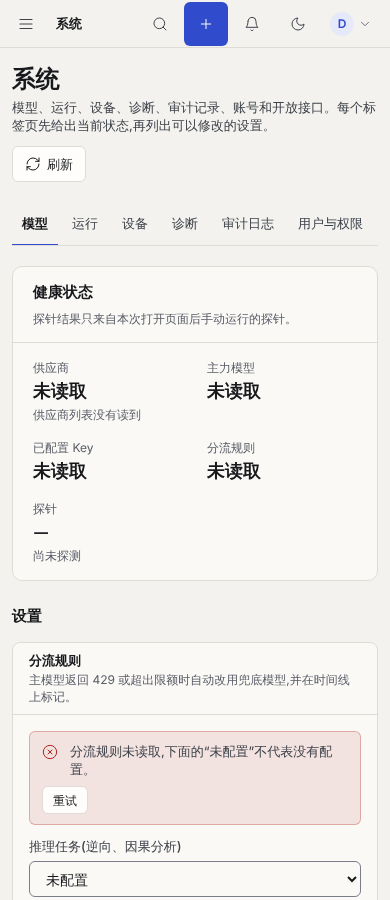 系统
D
系统
模型、运行、设备、诊断、审计记录、账号和开放接口。每个标
签页先给出当前状态,再列出可以修改的设置。
刷新
模型 运行 设备 诊断 审计日志 用户与权限
健康状态
探针结果只来自本次打开页面后手动运行的探针。
供应商 主力模型
未读取 未读取
供应商列表没有读到
已配置 Key 分流规则
未读取 未读取
探针
—
尚未探测
设置
分流规则
主模型返回 429 或超出限额时自动改用兜底模型,并在时间线
上标记。
分流规则未读取,下面的“未配置”不代表没有配
置。
重试
推理任务(逆向、因果分析)
未配置